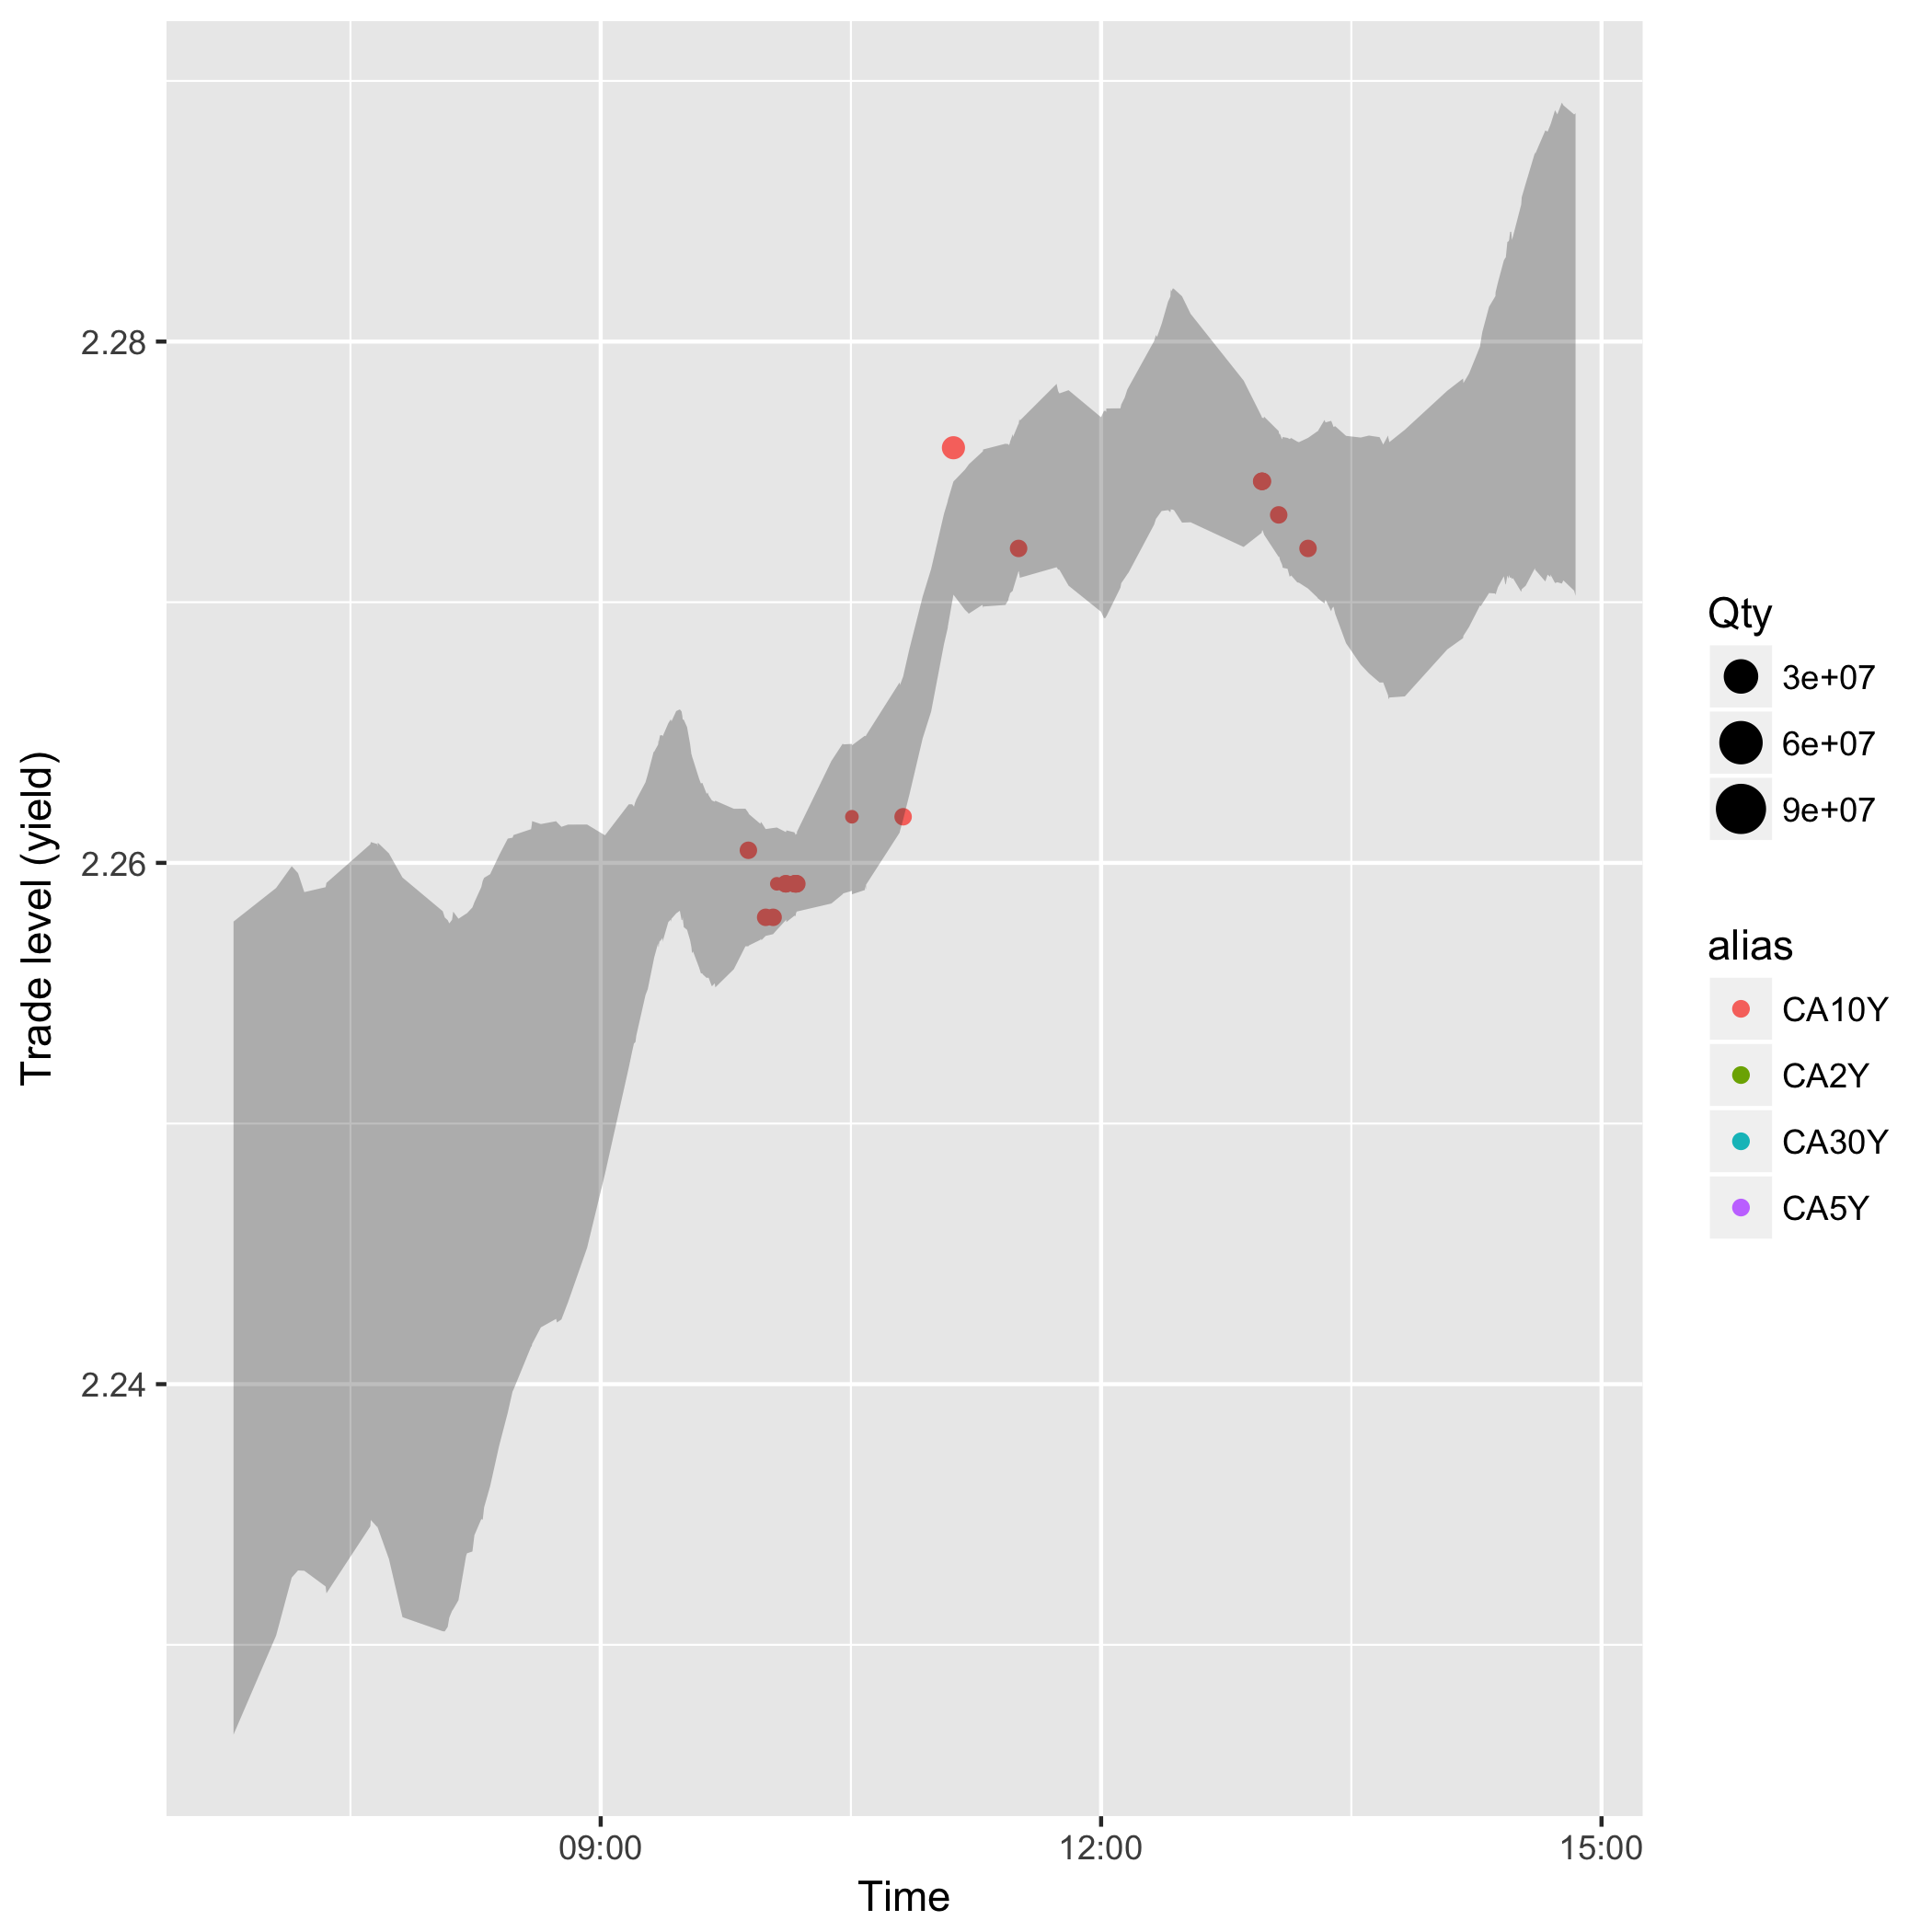 Trade level (yield)
2.28
2.26
2.24
09:00
12:00
15:00
Time
Qty
3e+07
6e+07
9e+07
alias
CA10Y
CA2Y
CA30Y
CA5Y